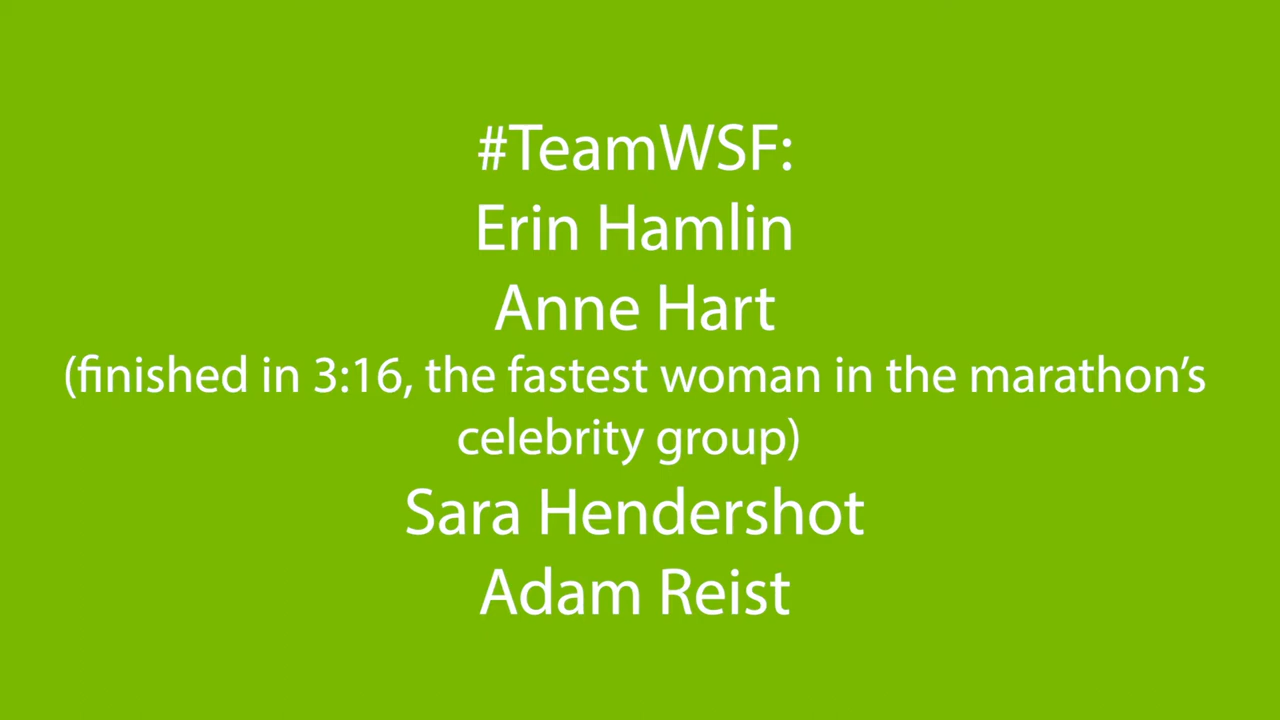 #TeamWSF:
Erin Hamlin
Anne Hart
(finished in 3:16, the fastest woman in the marathon’s
celebrity group)
Sara Hendershot
Adam Reist